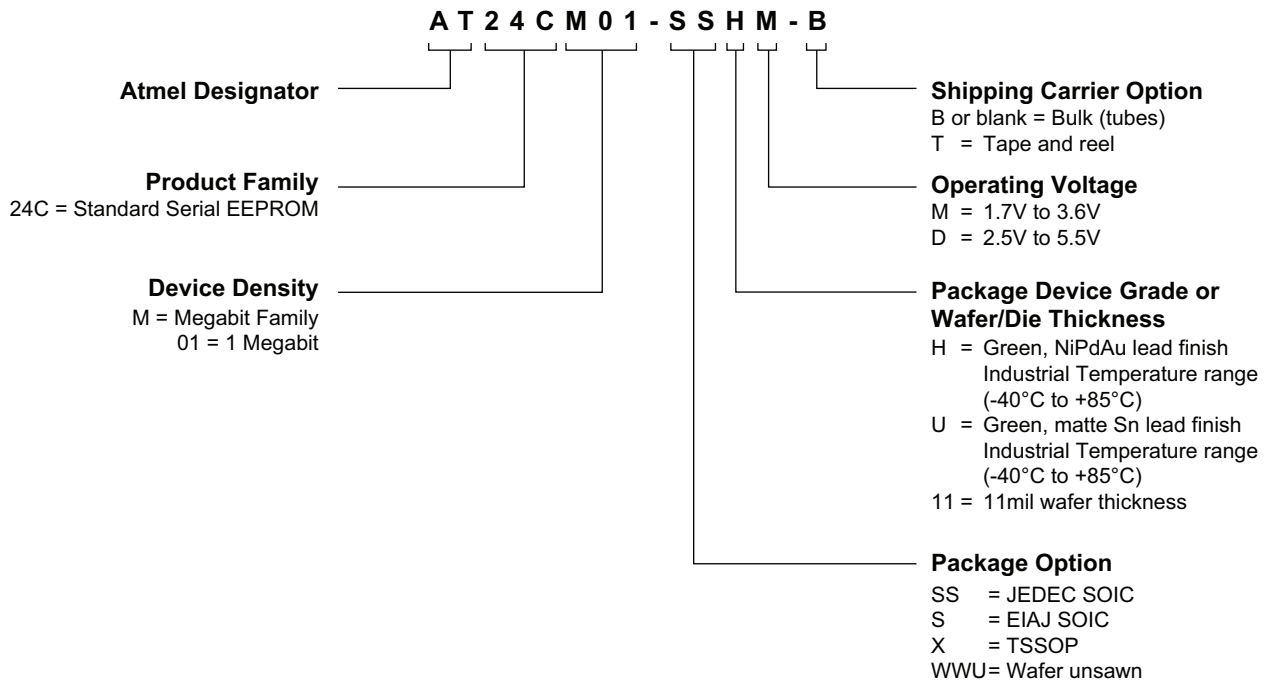 AT24CM01-SSHM-B
Atmel Designator
Product Family
24C = Standard Serial EEPROM
Device Density
M = Megabit Family
01 = 1 Megabit
Shipping Carrier Option
B or blank = Bulk (tubes)
T = Tape and reel
Operating Voltage
M = 1.7V to 3.6V
D = 2.5V to 5.5V
Package Device Grade or
Wafer/Die Thickness
H = Green, NiPdAu lead finish
Industrial Temperature range
(-40°C to +85°C)
U = Green, matte Sn lead finish
Industrial Temperature range
(-40°C to +85°C)
11 = 11mil wafer thickness
Package Option
SS = JEDEC SOIC
S = EIAJ SOIC
X = TSSOP
WWU= Wafer unsawn